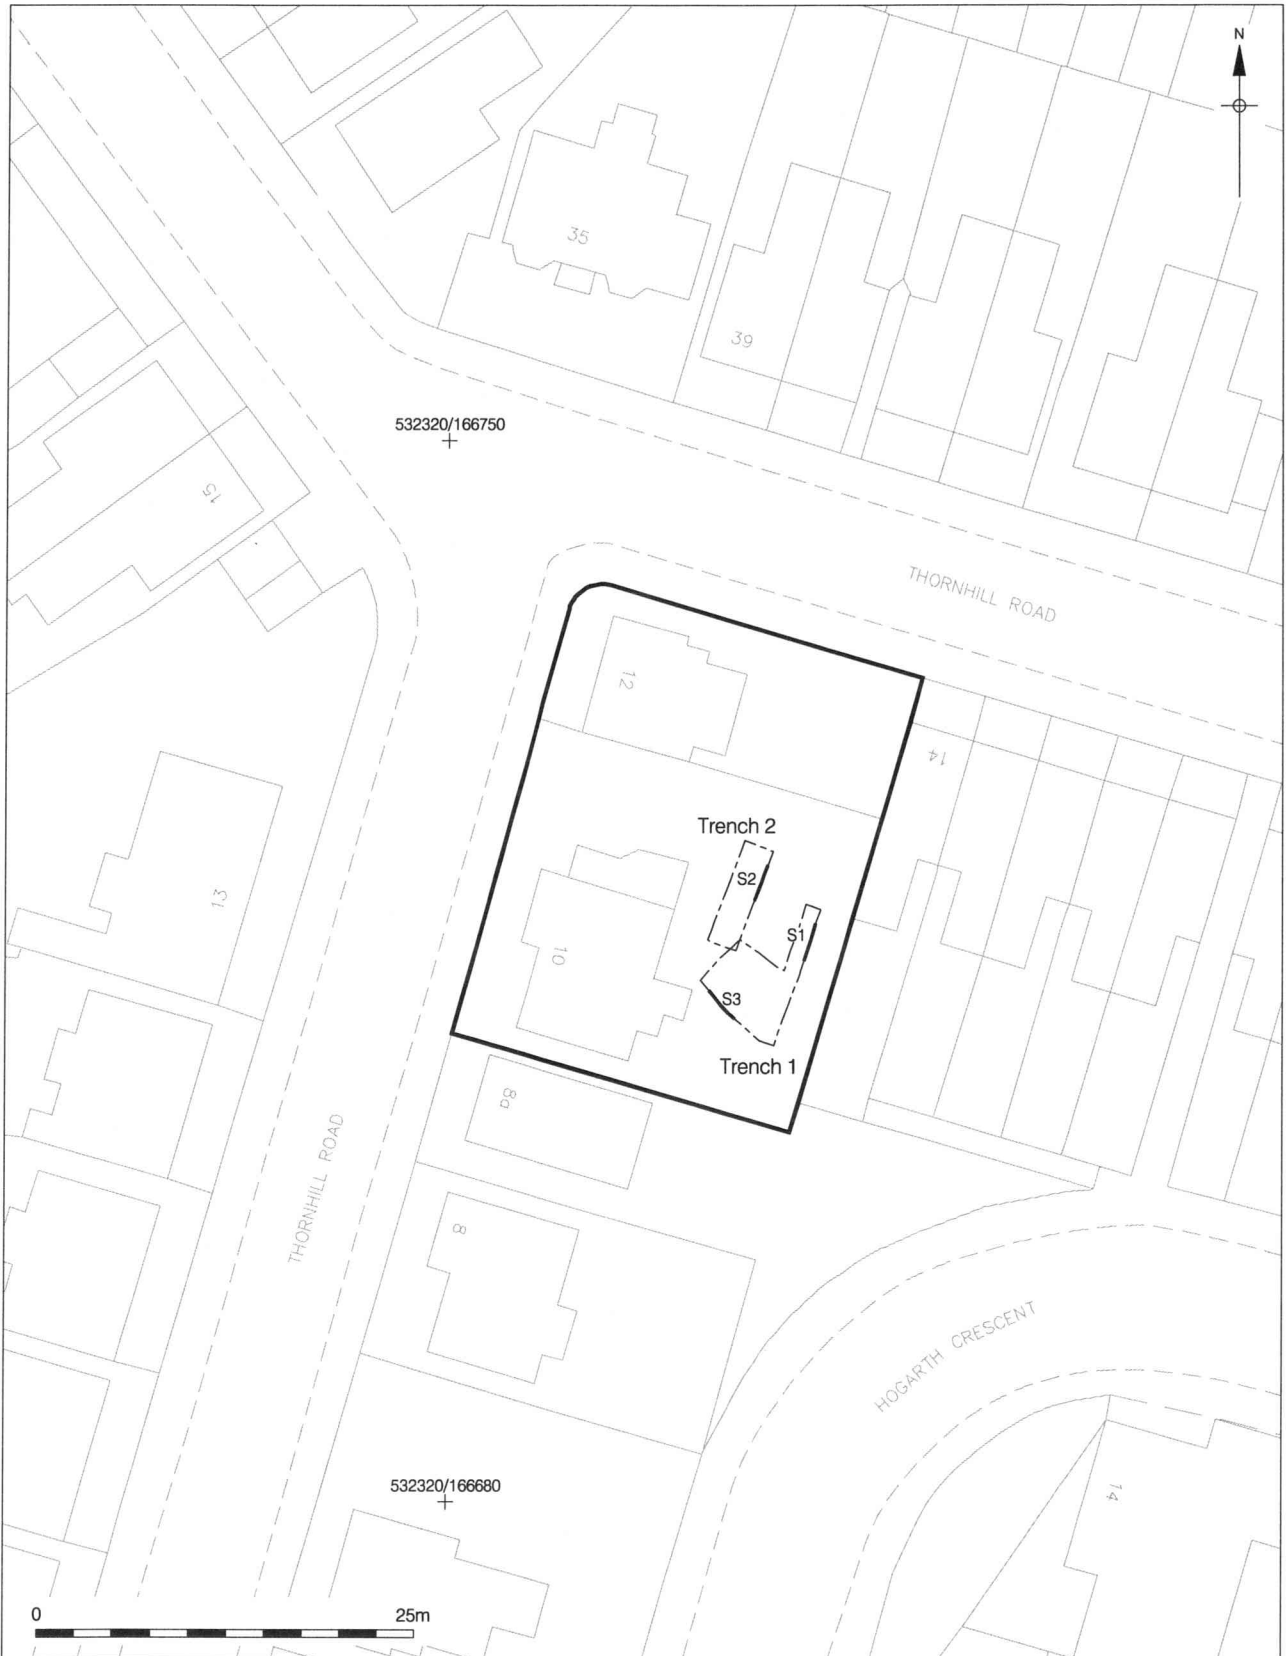 N
35
39
532320/166750
15
THORNHILL ROAD
12
14
Trench 2
S2
13
S1
10
S3
Trench 1
8a
THORNHILL ROAD
8
HOGARTH CRESCENT
532320/166680
14
0 25m